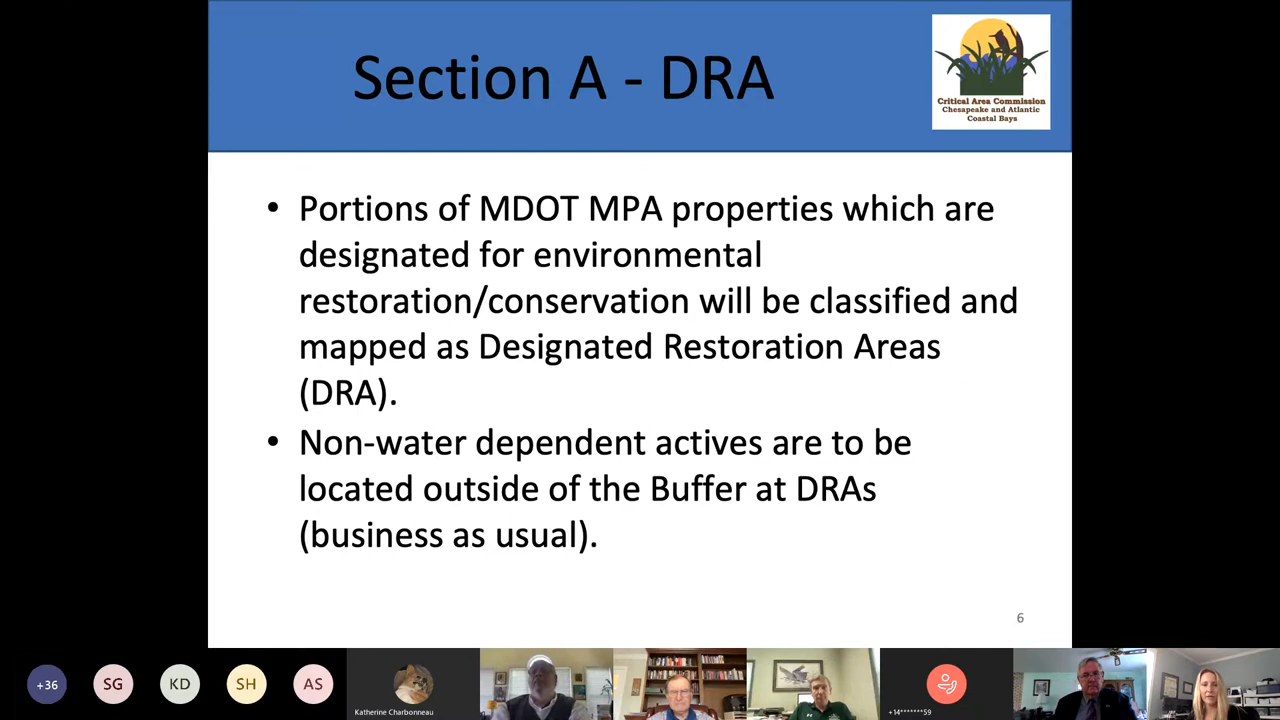 Section A - DRA
Critical Area Commission
Chesapeake and Atlantic
Coastal Bays
• Portions of MDOT MPA properties which are
designated for environmental
restoration/conservation will be classified and
mapped as Designated Restoration Areas
(DRA).
• Non-water dependent actives are to be
located outside of the Buffer at DRAs
(business as usual).
6
+36
SG
KD
SH
AS
Katherine Charbonneau
+14*******59